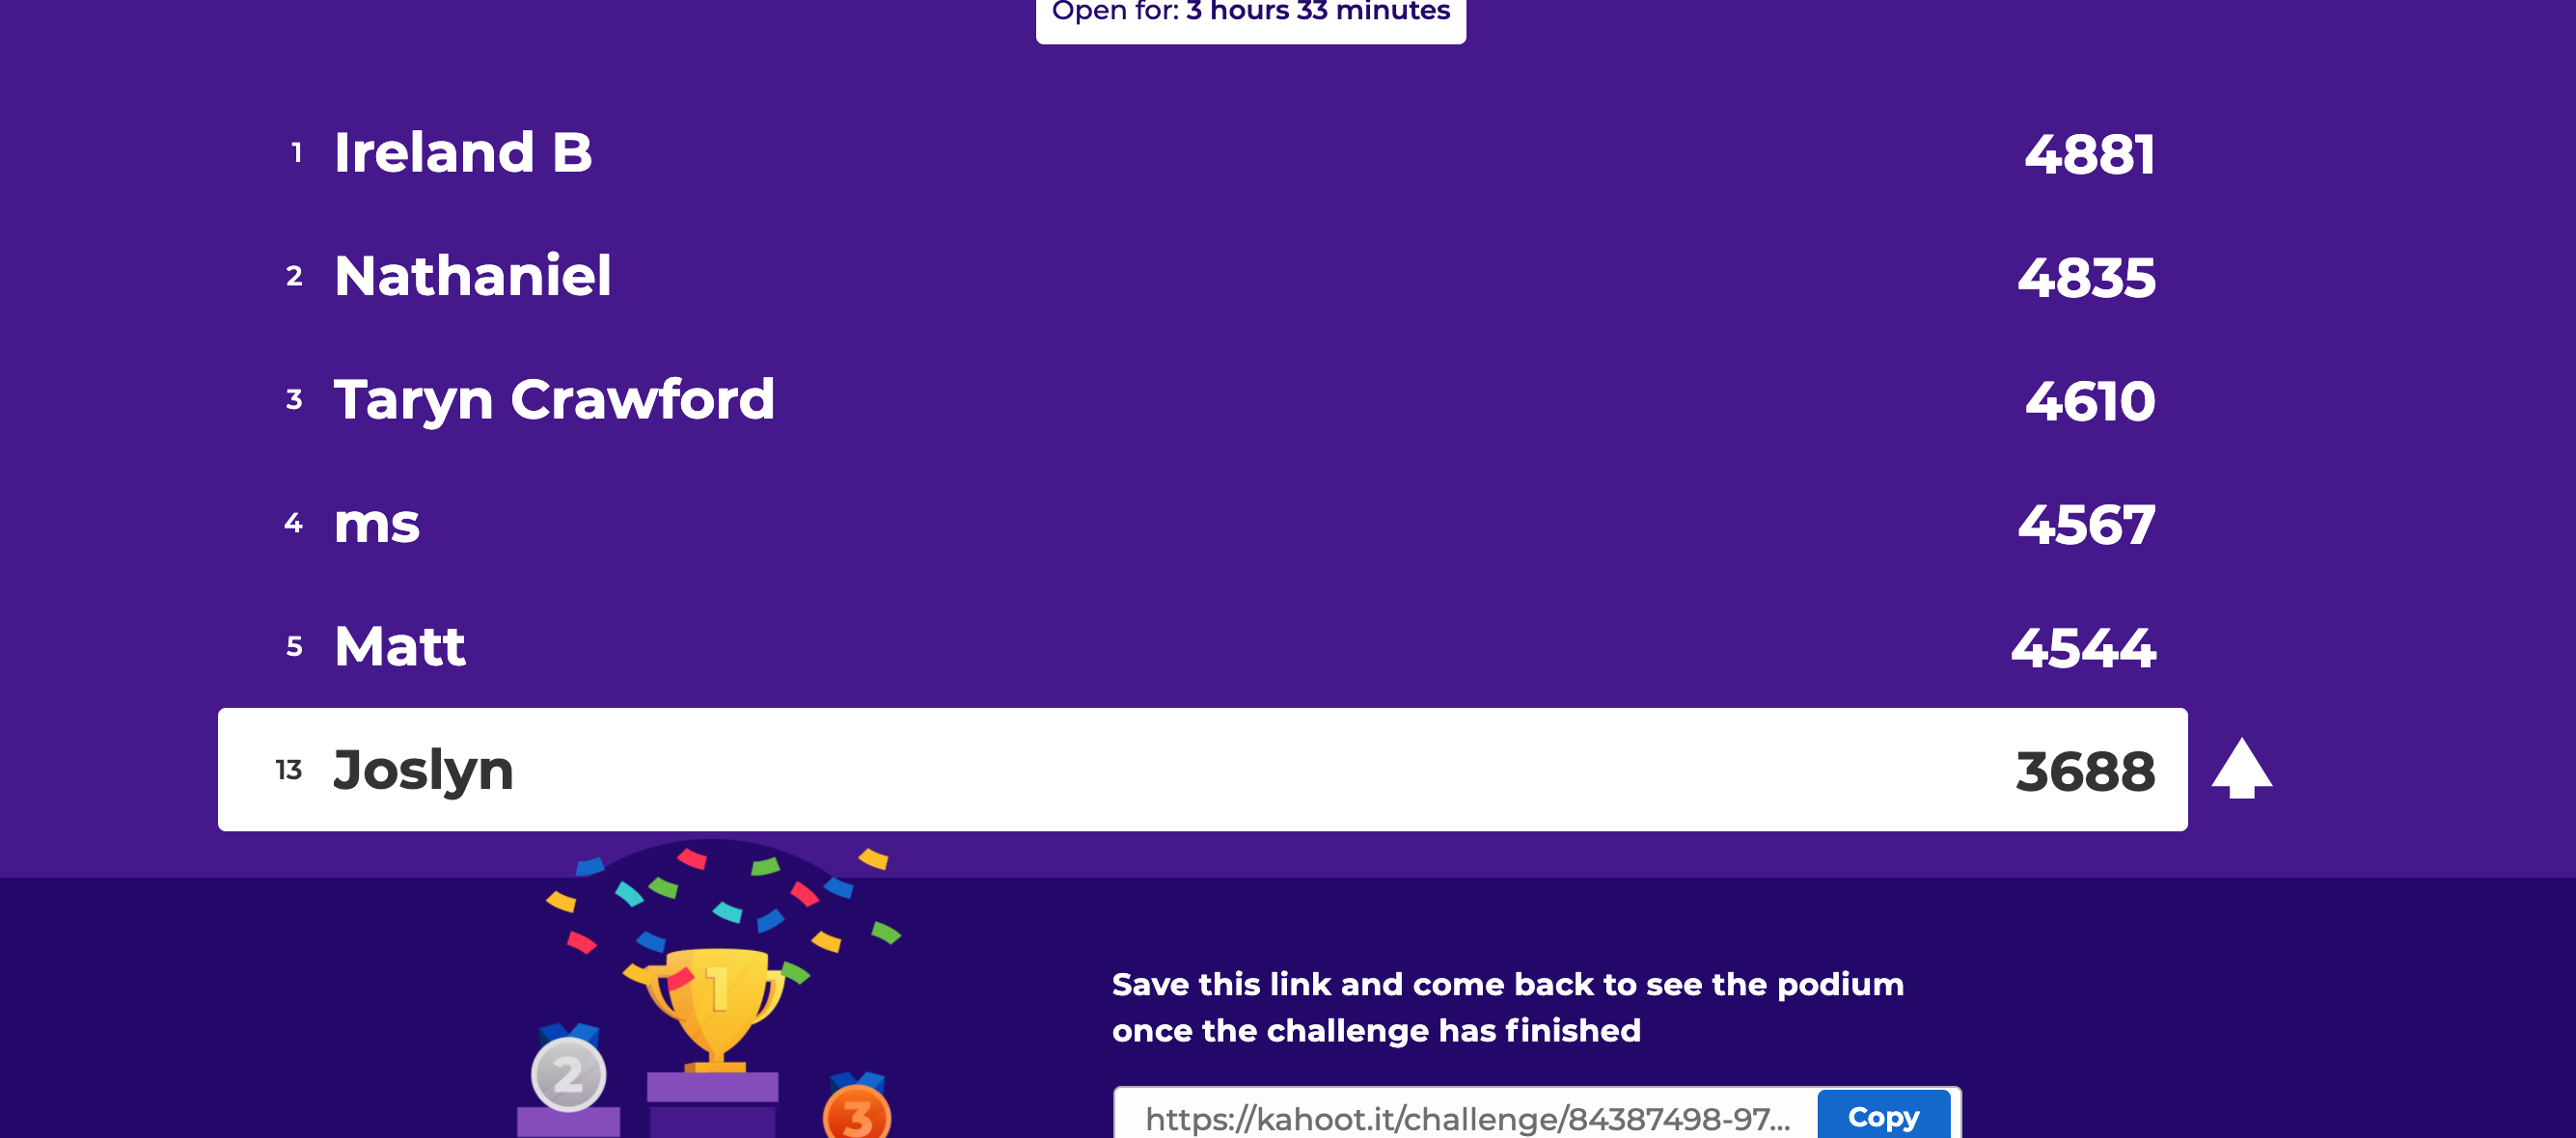 Open for: 3 hours 33 minutes
1 Ireland B 4881
2 Nathaniel 4835
3 Taryn Crawford 4610
4 ms 4567
5 Matt 4544
13 Joslyn 3688
1
2
3
Save this link and come back to see the podium
once the challenge has finished
https://kahoot.it/challenge/84387498-97... Copy